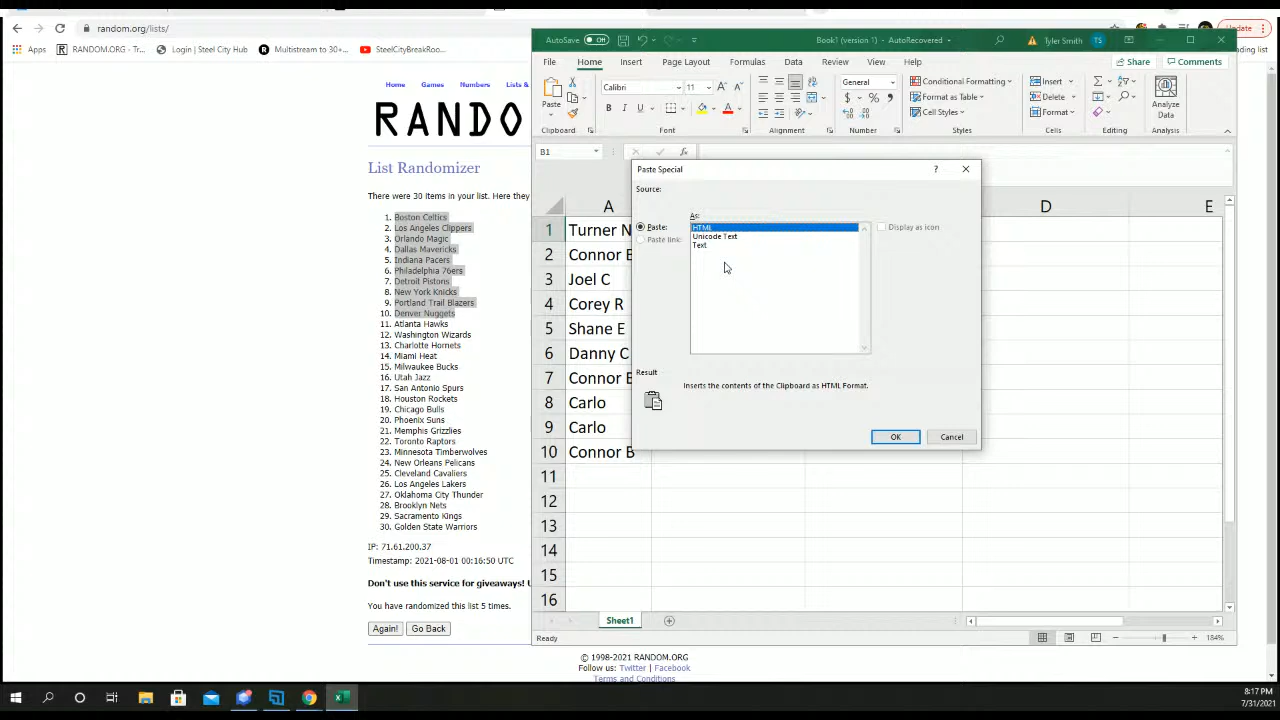 random.org/lists/
Update
Apps
RANDOM.ORG - Tr...
Login | Steel City Hub
Multistream to 30+...
SteelCityBreakRoo...
ding list
Home
Games
Numbers
Lists &
RANDO
List Randomizer
There were 30 items in your list. Here they
1. Boston Celtics
2. Los Angeles Clippers
3. Orlando Magic
4. Dallas Mavericks
5. Indiana Pacers
6. Philadelphia 76ers
7. Detroit Pistons
8. New York Knicks
9. Portland Trail Blazers
10. Denver Nuggets
11. Atlanta Hawks
12. Washington Wizards
13. Charlotte Hornets
14. Miami Heat
15. Milwaukee Bucks
16. Utah Jazz
17. San Antonio Spurs
18. Houston Rockets
19. Chicago Bulls
20. Phoenix Suns
21. Memphis Grizzlies
22. Toronto Raptors
23. Minnesota Timberwolves
24. New Orleans Pelicans
25. Cleveland Cavaliers
26. Los Angeles Lakers
27. Oklahoma City Thunder
28. Brooklyn Nets
29. Sacramento Kings
30. Golden State Warriors
IP: 71.61.200.37
Timestamp: 2021-08-01 00:16:50 UTC
Don't use this service for giveaways! U
You have randomized this list 5 times.
Again!
Go Back
© 1998-2021 RANDOM.ORG
Follow us: Twitter | Facebook
Terms and Conditions
AutoSave Off
Book1 (version 1) - AutoRecovered
Tyler Smith
TS
File
Home
Insert
Page Layout
Formulas
Data
Review
View
Help
Share
Comments
Paste
Clipboard
Calibri
11
B I U
Font
Alignment
General
$ % ,
Number
Conditional Formatting
Format as Table
Cell Styles
Styles
Insert
Delete
Format
Cells
Editing
Analyze
Data
Analysis
B1
fx
A
D
E
1 Turner N
2 Connor B
3 Joel C
4 Corey R
5 Shane E
6 Danny C
7 Connor B
8 Carlo
9 Carlo
10 Connor B
11
12
13
14
15
16
Paste Special
? 
Source:
As:
Paste:
Paste link:
HTML
Unicode Text
Text
Display as icon
Result
Inserts the contents of the Clipboard as HTML Format.
OK
Cancel
Sheet1
Ready
184%
8:17 PM
7/31/2021